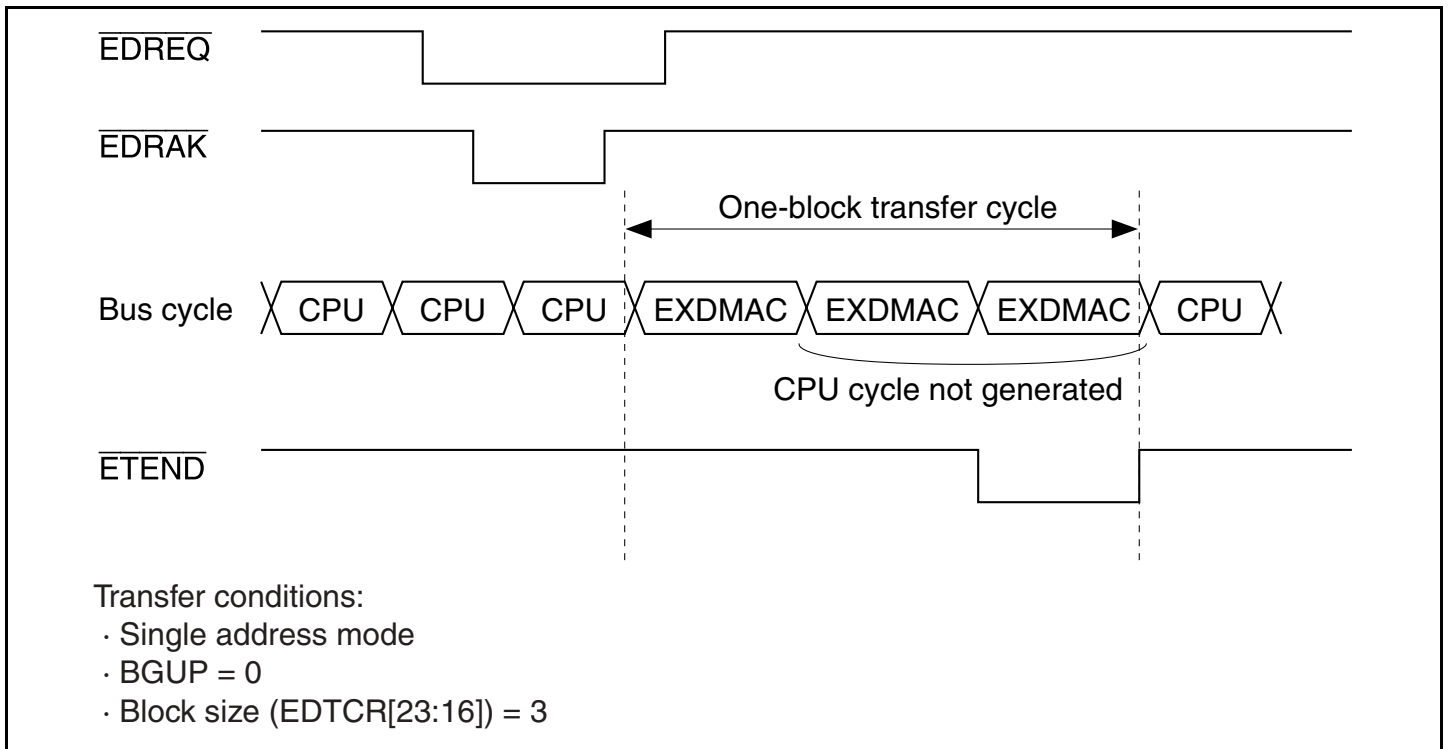 EDREQ
EDRAK
One-block transfer cycle
Bus cycle CPU CPU CPU EXDMAC EXDMAC EXDMAC CPU
CPU cycle not generated
ETEND
Transfer conditions:
· Single address mode
· BGUP = 0
· Block size (EDTCR[23:16]) = 3